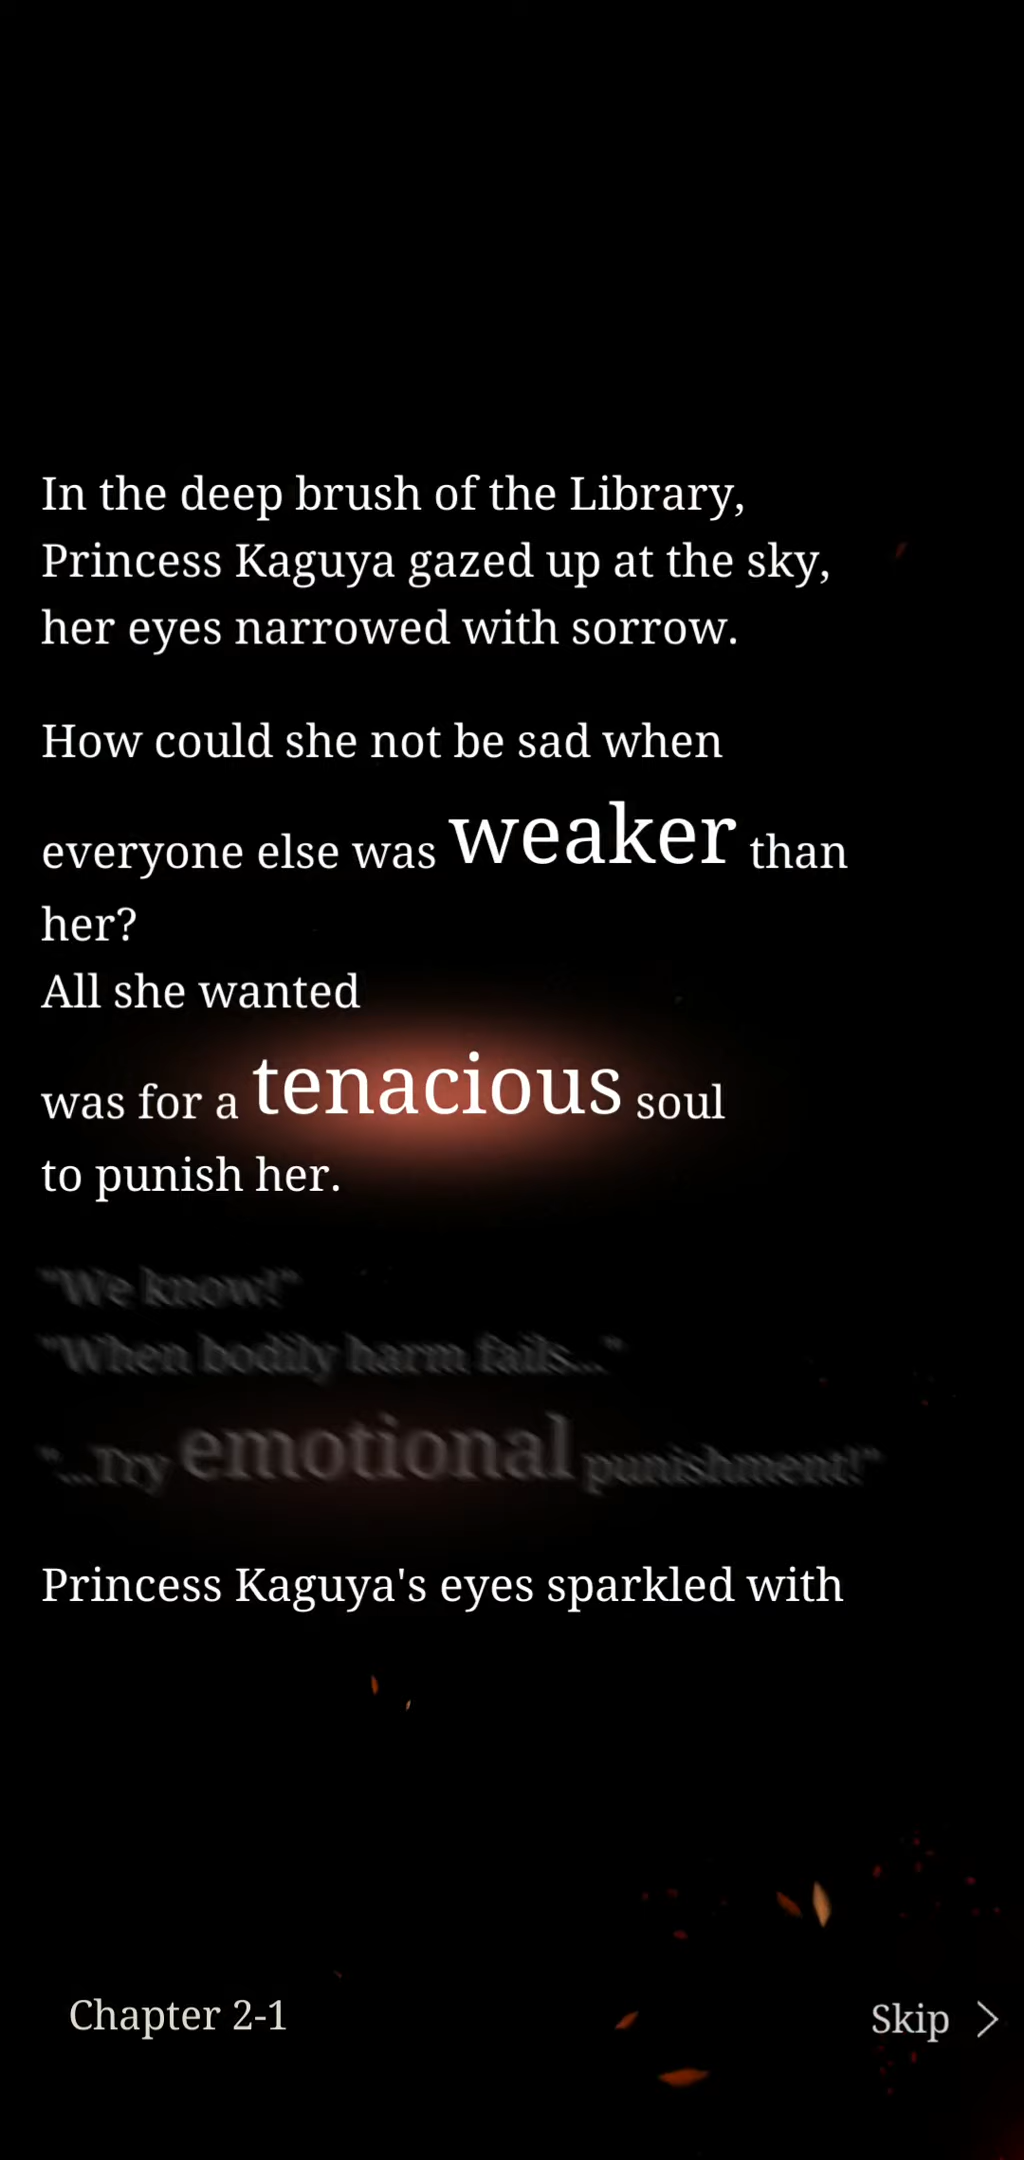 In the deep brush of the Library,
Princess Kaguya gazed up at the sky,
her eyes narrowed with sorrow.
How could she not be sad when
everyone else was weaker than
her?
All she wanted
was for a tenacious soul
to punish her.
"We know!"
"When bodily harm fails..."
"...Try emotional punishment!"
Princess Kaguya's eyes sparkled with
Chapter 2-1
Skip >